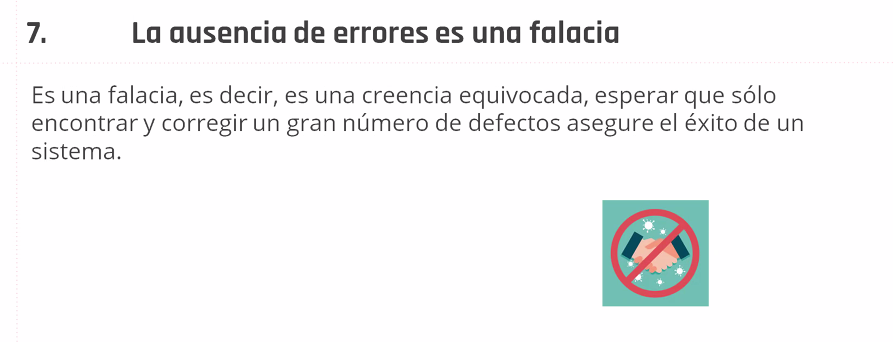 7. La ausencia de errores es una falacia
Es una falacia, es decir, es una creencia equivocada, esperar que sólo
encontrar y corregir un gran número de defectos asegure el éxito de un
sistema.